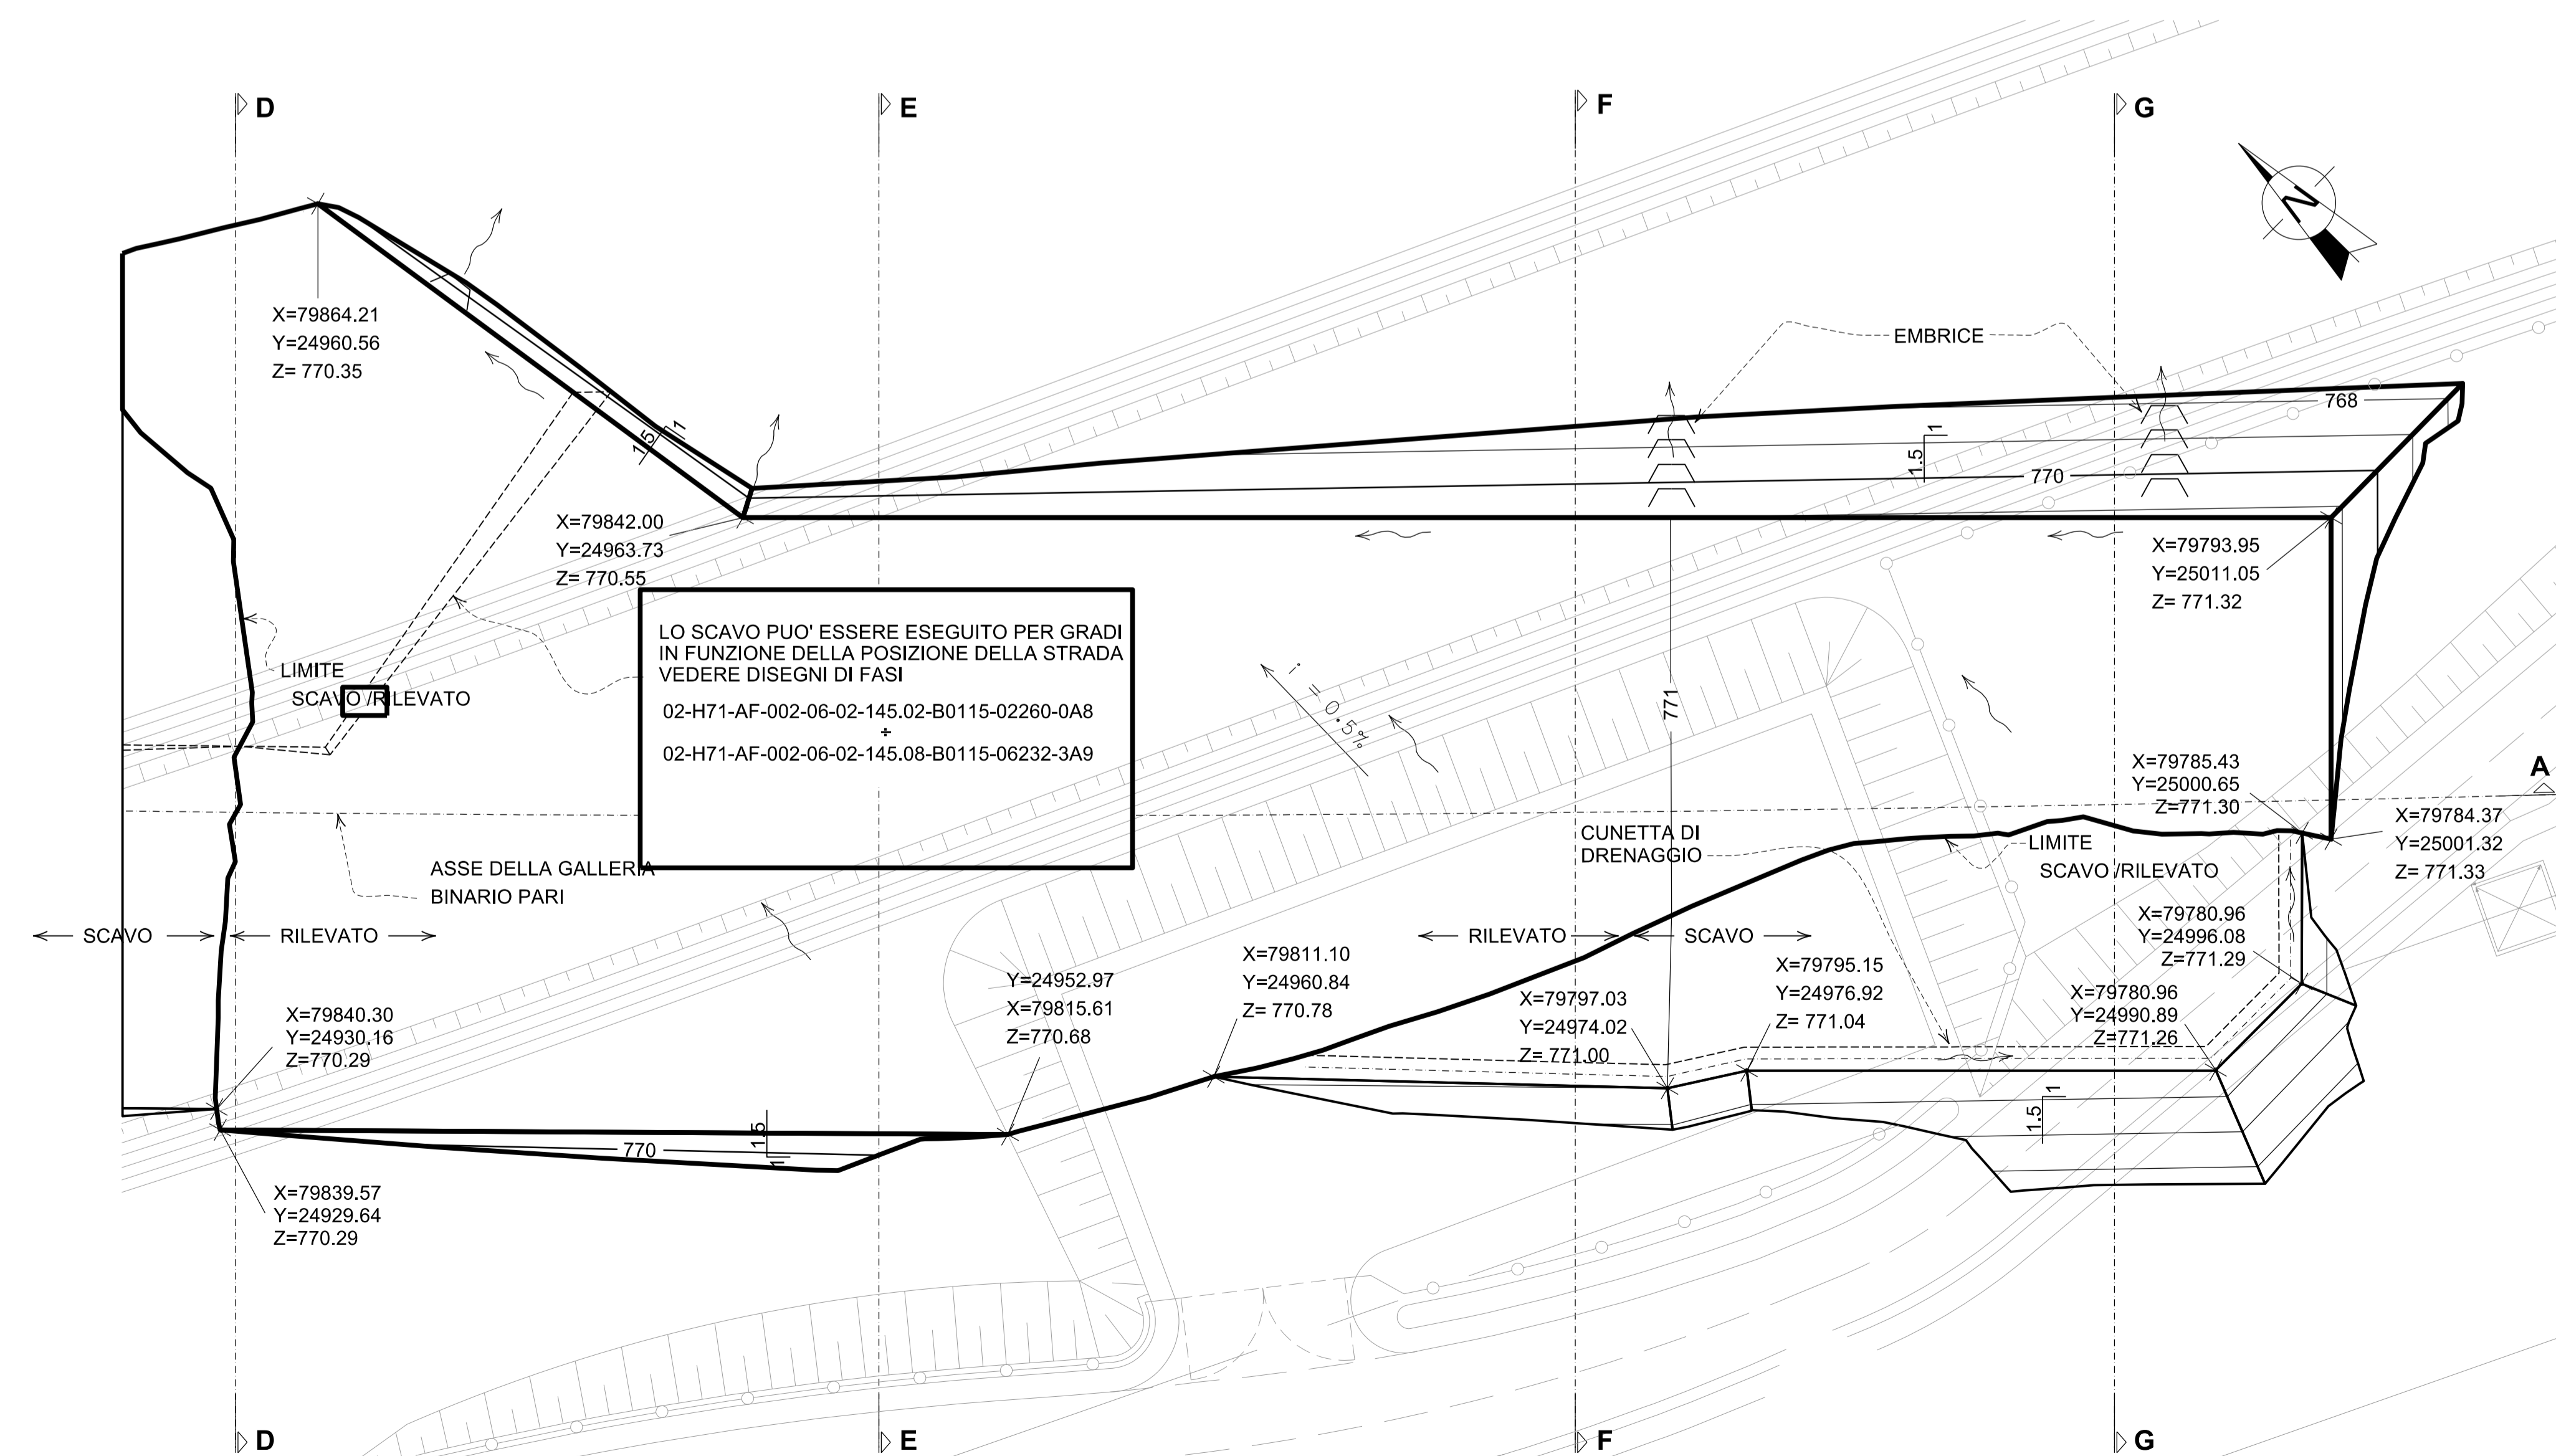 D
E
F
G
N
X=79864.21
Y=24960.56
Z= 770.35
EMBRICE
768
1
1.5
1
1.5
770
X=79842.00
Y=24963.73
Z= 770.55
X=79793.95
Y=25011.05
Z= 771.32
LO SCAVO PUO' ESSERE ESEGUITO PER GRADI
IN FUNZIONE DELLA POSIZIONE DELLA STRADA
VEDERE DISEGNI DI FASI
02-H71-AF-002-06-02-145.02-B0115-02260-0A8
÷
02-H71-AF-002-06-02-145.08-B0115-06232-3A9
LIMITE
SCAVO /RILEVATO
i = 0.5%
771
X=79785.43
Y=25000.65
Z=771.30
A
X=79784.37
Y=25001.32
Z= 771.33
CUNETTA DI
DRENAGGIO
LIMITE
SCAVO /RILEVATO
ASSE DELLA GALLERIA
BINARIO PARI
SCAVO
RILEVATO
RILEVATO
SCAVO
X=79780.96
Y=24996.08
Z=771.29
X=79811.10
Y=24960.84
Z= 770.78
Y=24952.97
X=79815.61
Z=770.68
X=79795.15
Y=24976.92
Z= 771.04
X=79797.03
Y=24974.02
Z= 771.00
X=79780.96
Y=24990.89
Z=771.26
X=79840.30
Y=24930.16
Z=770.29
1.5
1
1.5
1
770
X=79839.57
Y=24929.64
Z=770.29
D
E
F
G